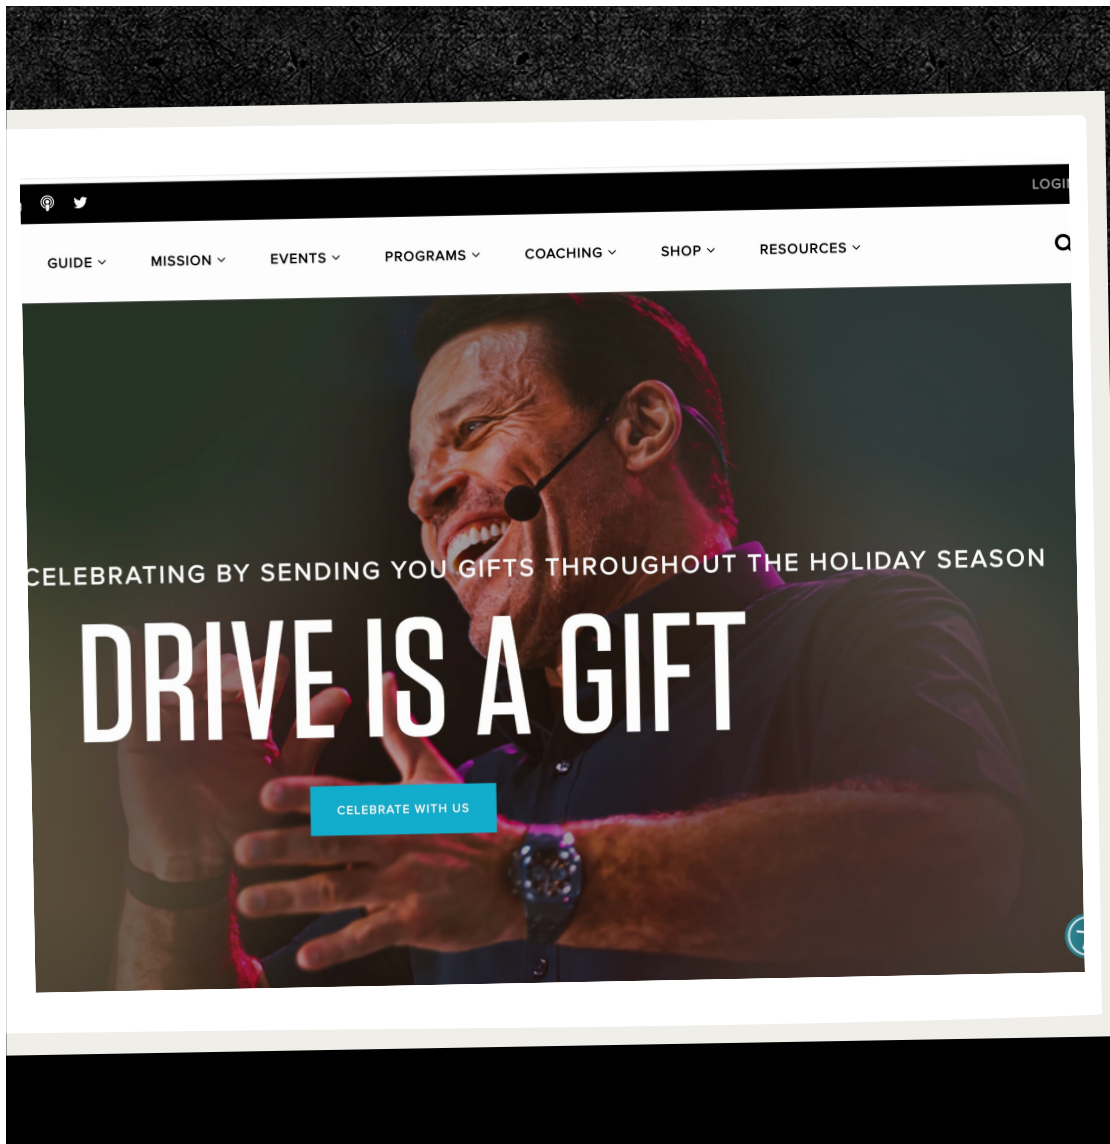 LOGIN
GUIDE
MISSION
EVENTS
PROGRAMS
COACHING
SHOP
RESOURCES
CELEBRATING BY SENDING YOU GIFTS THROUGHOUT THE HOLIDAY SEASON
DRIVE IS A GIFT
CELEBRATE WITH US